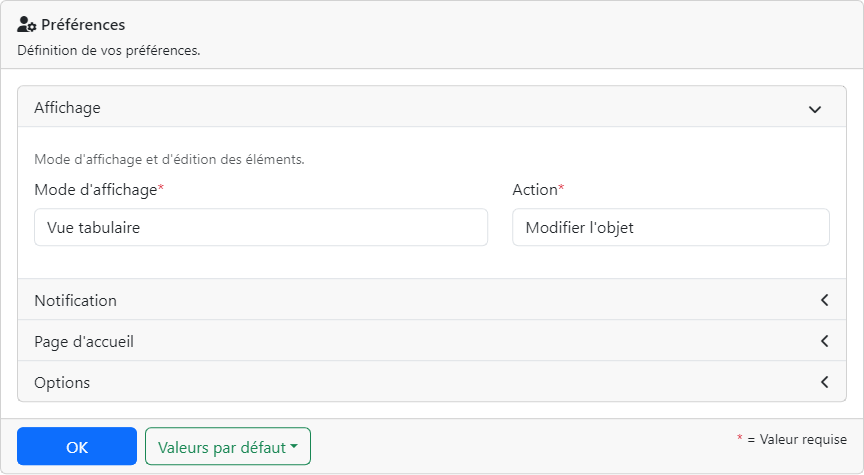 Préférences
Définition de vos préférences.
Affichage
Mode d'affichage et d'édition des éléments.
Mode d'affichage* Action*
Vue tabulaire Modifier l'objet
Notification
Page d'accueil
Options
OK Valeurs par défaut * = Valeur requise